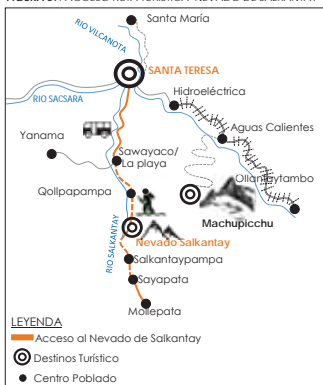 Santa María
RIO VILCANOTA
SANTA TERESA
RIO SACSARA
Hidroeléctrica
Aguas Calientes
Yanama
Sawayaco/
La playa
Ollantaytambo
Qollpapampa
Machupicchu
Nevado Salkantay
RIO SALKANTAY
Salkantaypampa
Sayapata
Mollepata
LEYENDA
Acceso al Nevado de Salkantay
Destinos Turístico
Centro Poblado